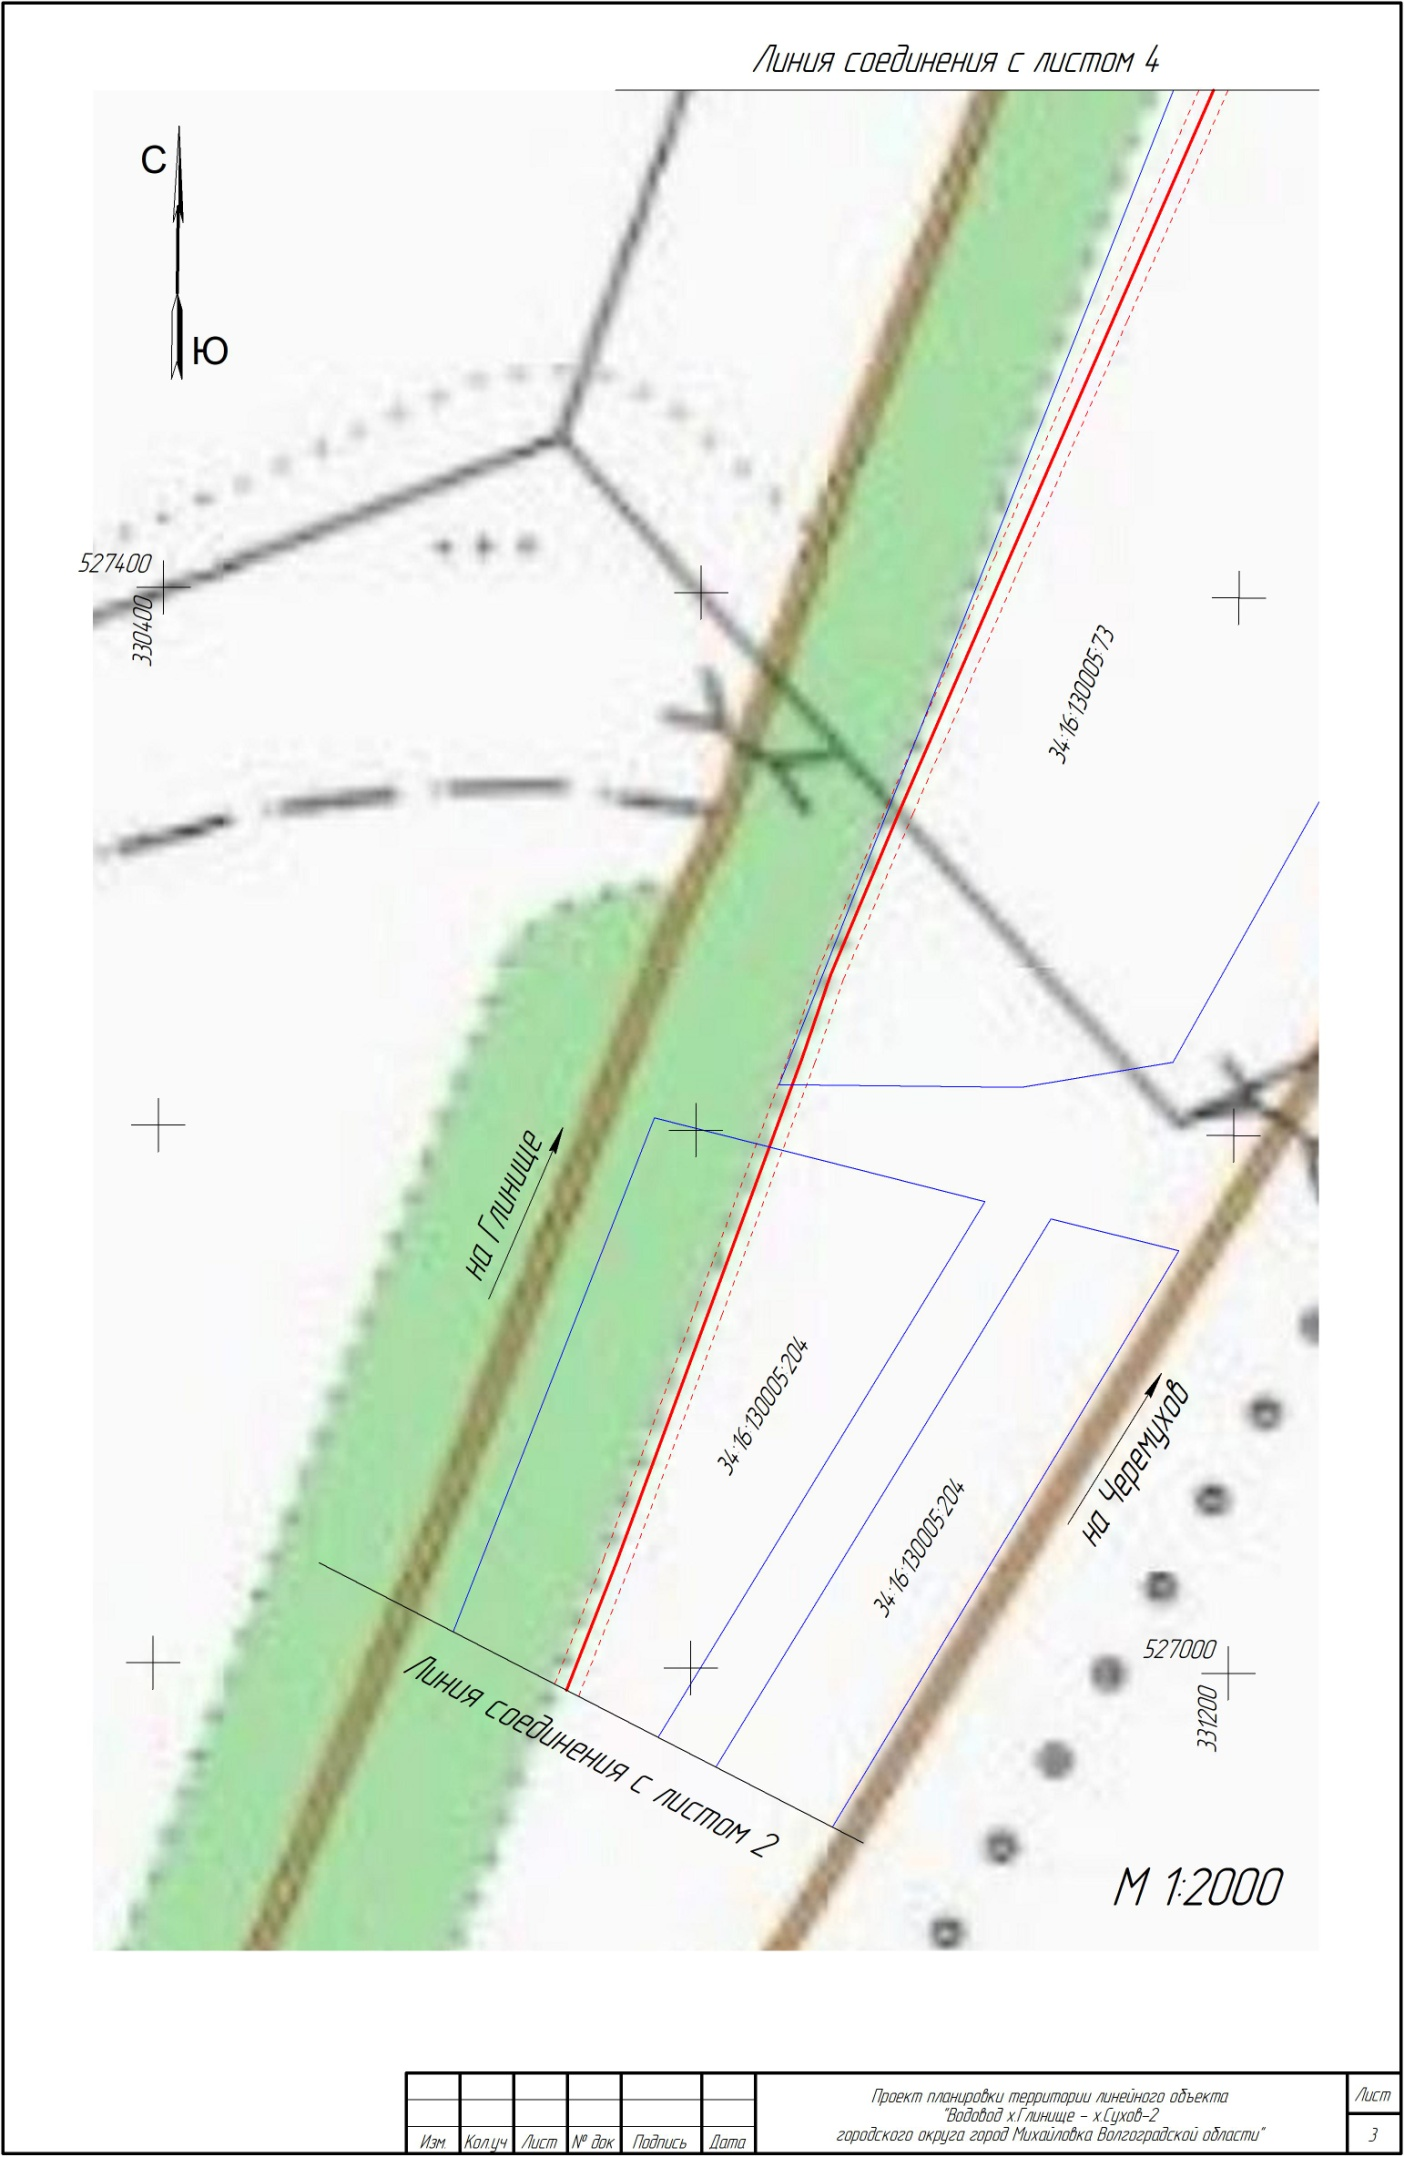 Линия соединения с листом 4
С
Ю
527400
330400
34:16:130005:73
на Глинище
34:16:130005:204
34:16:130005:204
на Черемухов
527000
331200
Линия соединения с листом 2
М 1:2000
Проект планировки территории линейного объекта
"Водовод х.Глинище - х.Сухов-2
городского округа город Михайловка Волгоградской области"
Лист
3
Изм. Кол.уч Лист № док Подпись Дата